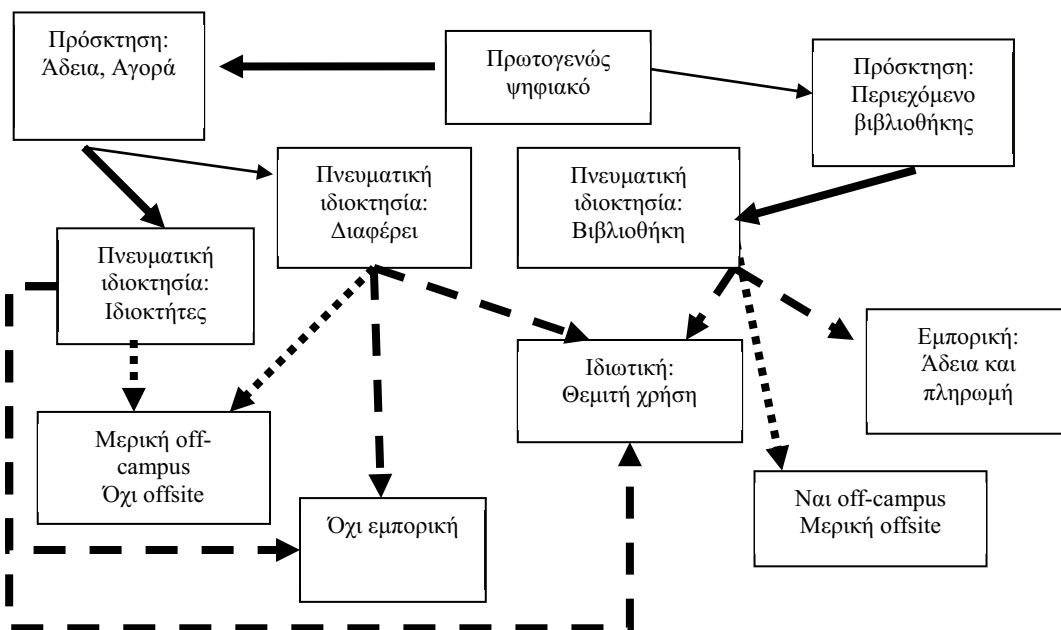 Πρόσκτηση:
Άδεια, Αγορά
Πρωτογενώς
ψηφιακό
Πρόσκτηση:
Περιεχόμενο
βιβλιοθήκης
Πνευματική
ιδιοκτησία:
Διαφέρει
Πνευματική
ιδιοκτησία:
Βιβλιοθήκη
Πνευματική
ιδιοκτησία:
Ιδιοκτήτες
Ιδιωτική:
Θεμιτή χρήση
Εμπορική:
Άδεια και
πληρωμή
Μερική off-
campus
Όχι offsite
Όχι εμπορική
Ναι off-campus
Μερική offsite